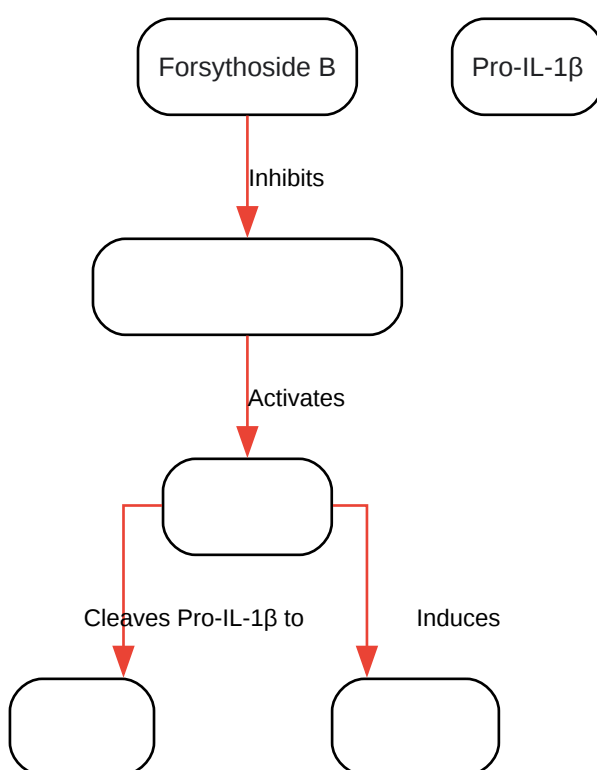 Forsythoside B
Pro-IL-1β
Inhibits
Activates
Cleaves Pro-IL-1β to
Induces